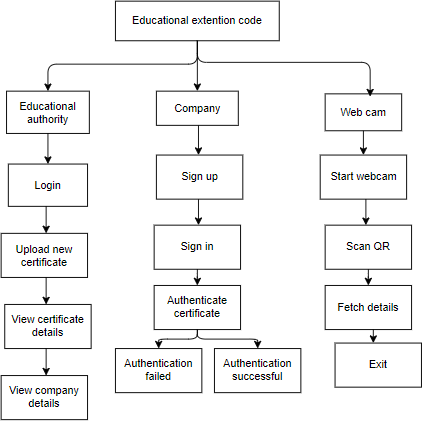 Educational extention code
Educational
authority
Company
Web cam
Login
Sign up
Start webcam
Upload new
certificate
Sign in
Scan QR
View certificate
details
Authenticate
certificate
Fetch details
View company
details
Authentication
failed
Authentication
successful
Exit